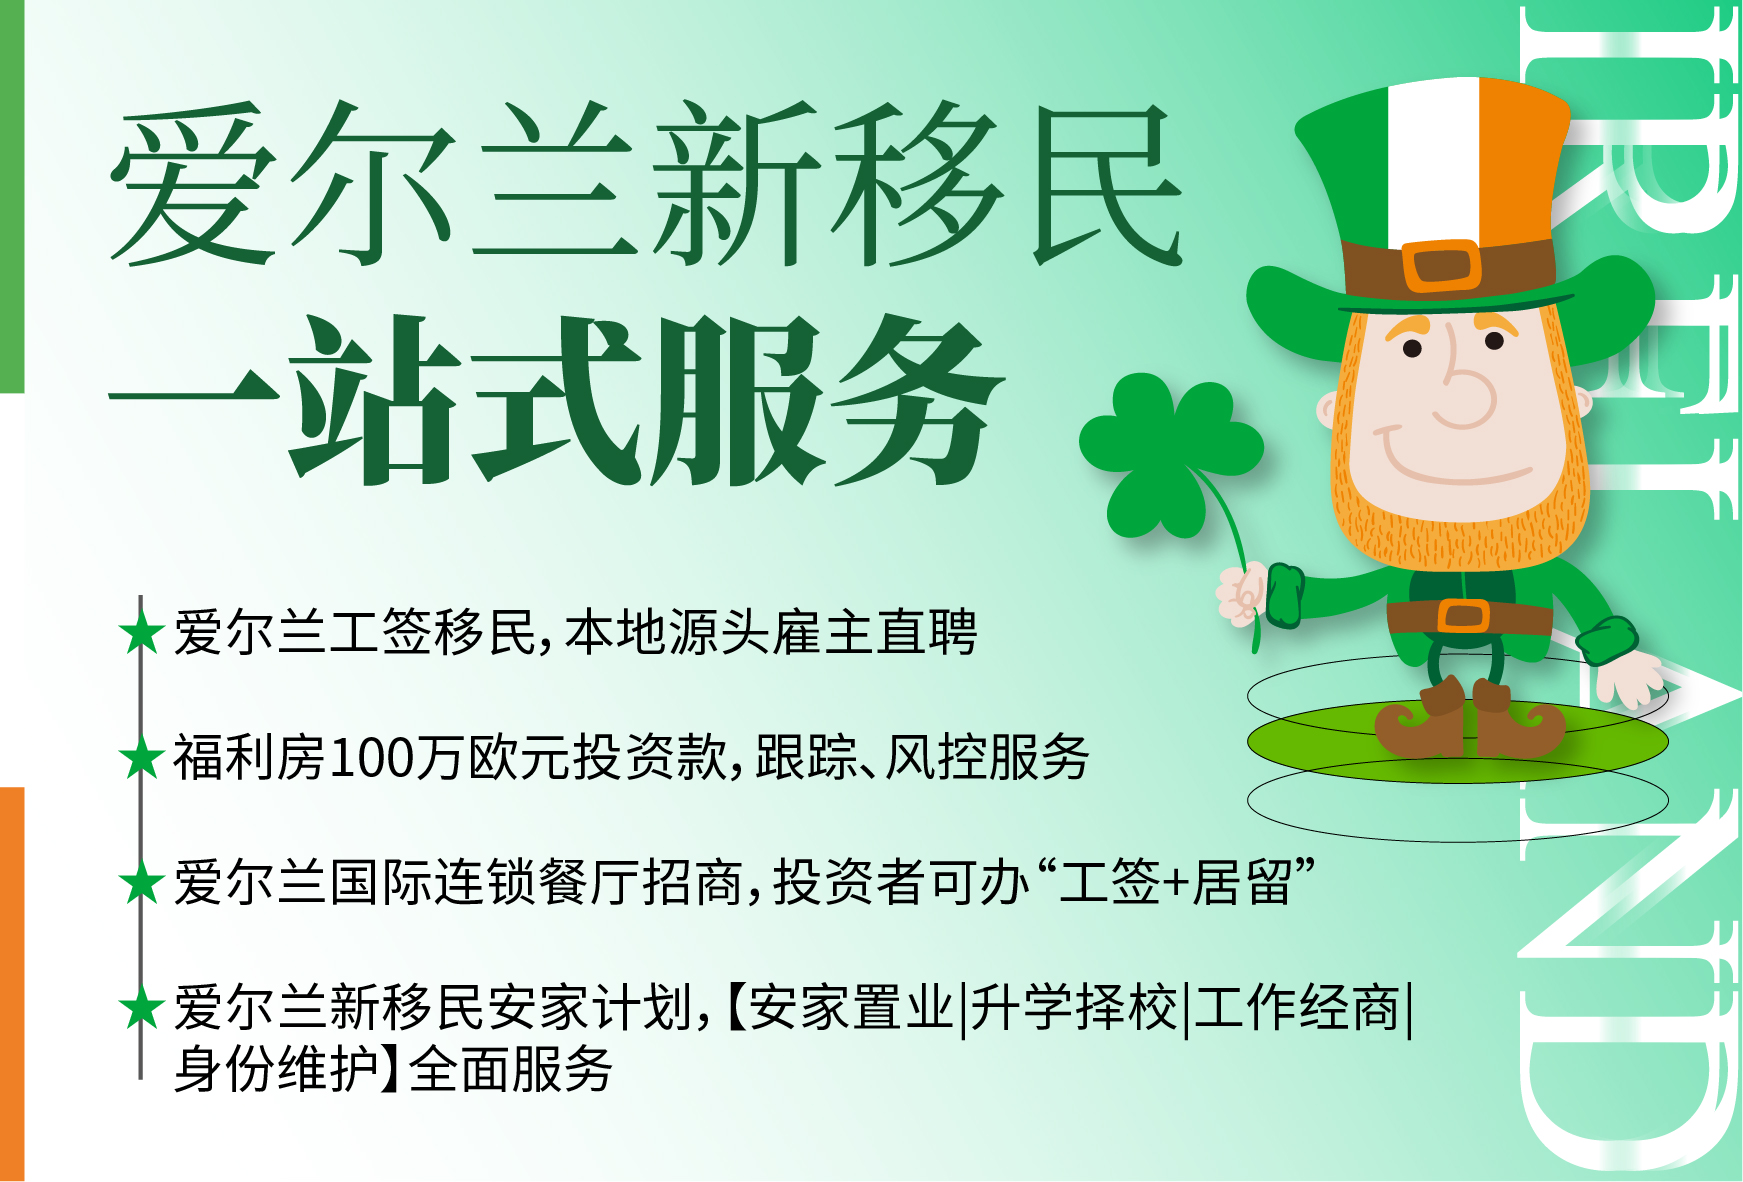 爱尔兰新移民
一站式服务
爱尔兰工签移民，本地源头雇主直聘
福利房100万欧元投资款，跟踪、风控服务
爱尔兰国际连锁餐厅招商，投资者可办“工签+居留”
爱尔兰新移民安家计划，【安家置业|升学择校|工作经商|
身份维护】全面服务
IRELAND